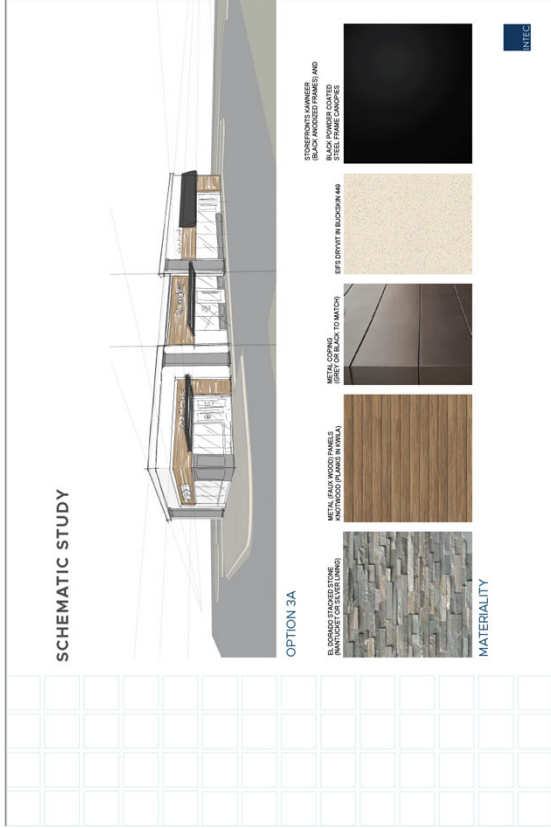 SCHEMATIC STUDY
OPTION 3A
EL DORADO STACKED STONE
(NANTUCKET OR SILVER LINING)
METAL (FAUX WOOD) PANELS
KNOTWOOD (PLANKS IN KWILA)
METAL COPING
(GREY OR BLACK TO MATCH)
EIFS DRYVIT IN BUCKSKIN 449
STOREFRONTS KAWNEER
(BLACK ANODIZED FRAMES) AND
BLACK POWDER COATED
STEEL FRAME CANOPIES
MATERIALITY
INTEC